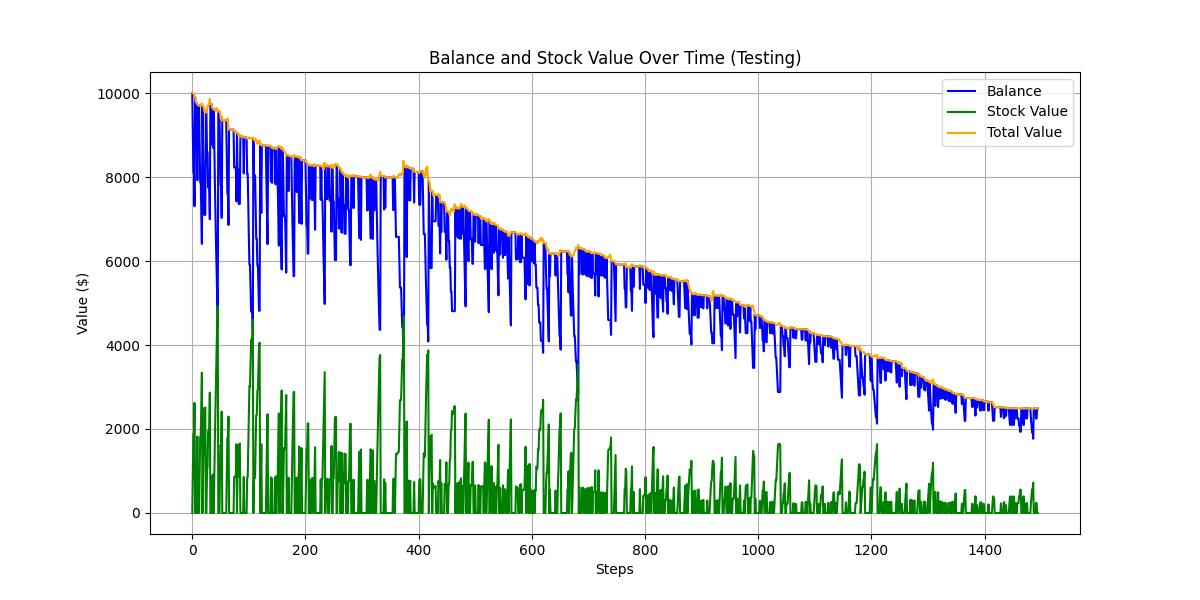 Balance and Stock Value Over Time (Testing)
Balance
Stock Value
Total Value
Value ($)
10000
8000
6000
4000
2000
0
0 200 400 600 800 1000 1200 1400
Steps